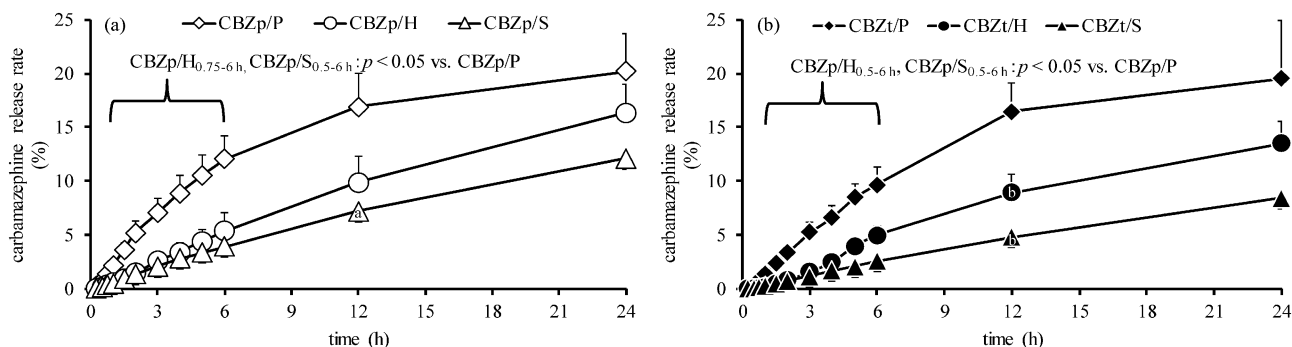 (a) CBZp/P CBZp/H CBZp/S
CBZp/H0.75-6 h, CBZp/S0.5-6 h : p < 0.05 vs. CBZp/P
carbamazephine release rate
(%)
25
20
15
10
5
0
a
0 3 6 9 12 15 18 21 24
time (h)
(b) CBZt/P CBZt/H CBZt/S
CBZp/H0.5-6 h, CBZp/S0.5-6 h : p < 0.05 vs. CBZp/P
carbamazephine release rate
(%)
25
20
15
10
5
0
b
b
0 3 6 9 12 15 18 21 24
time (h)